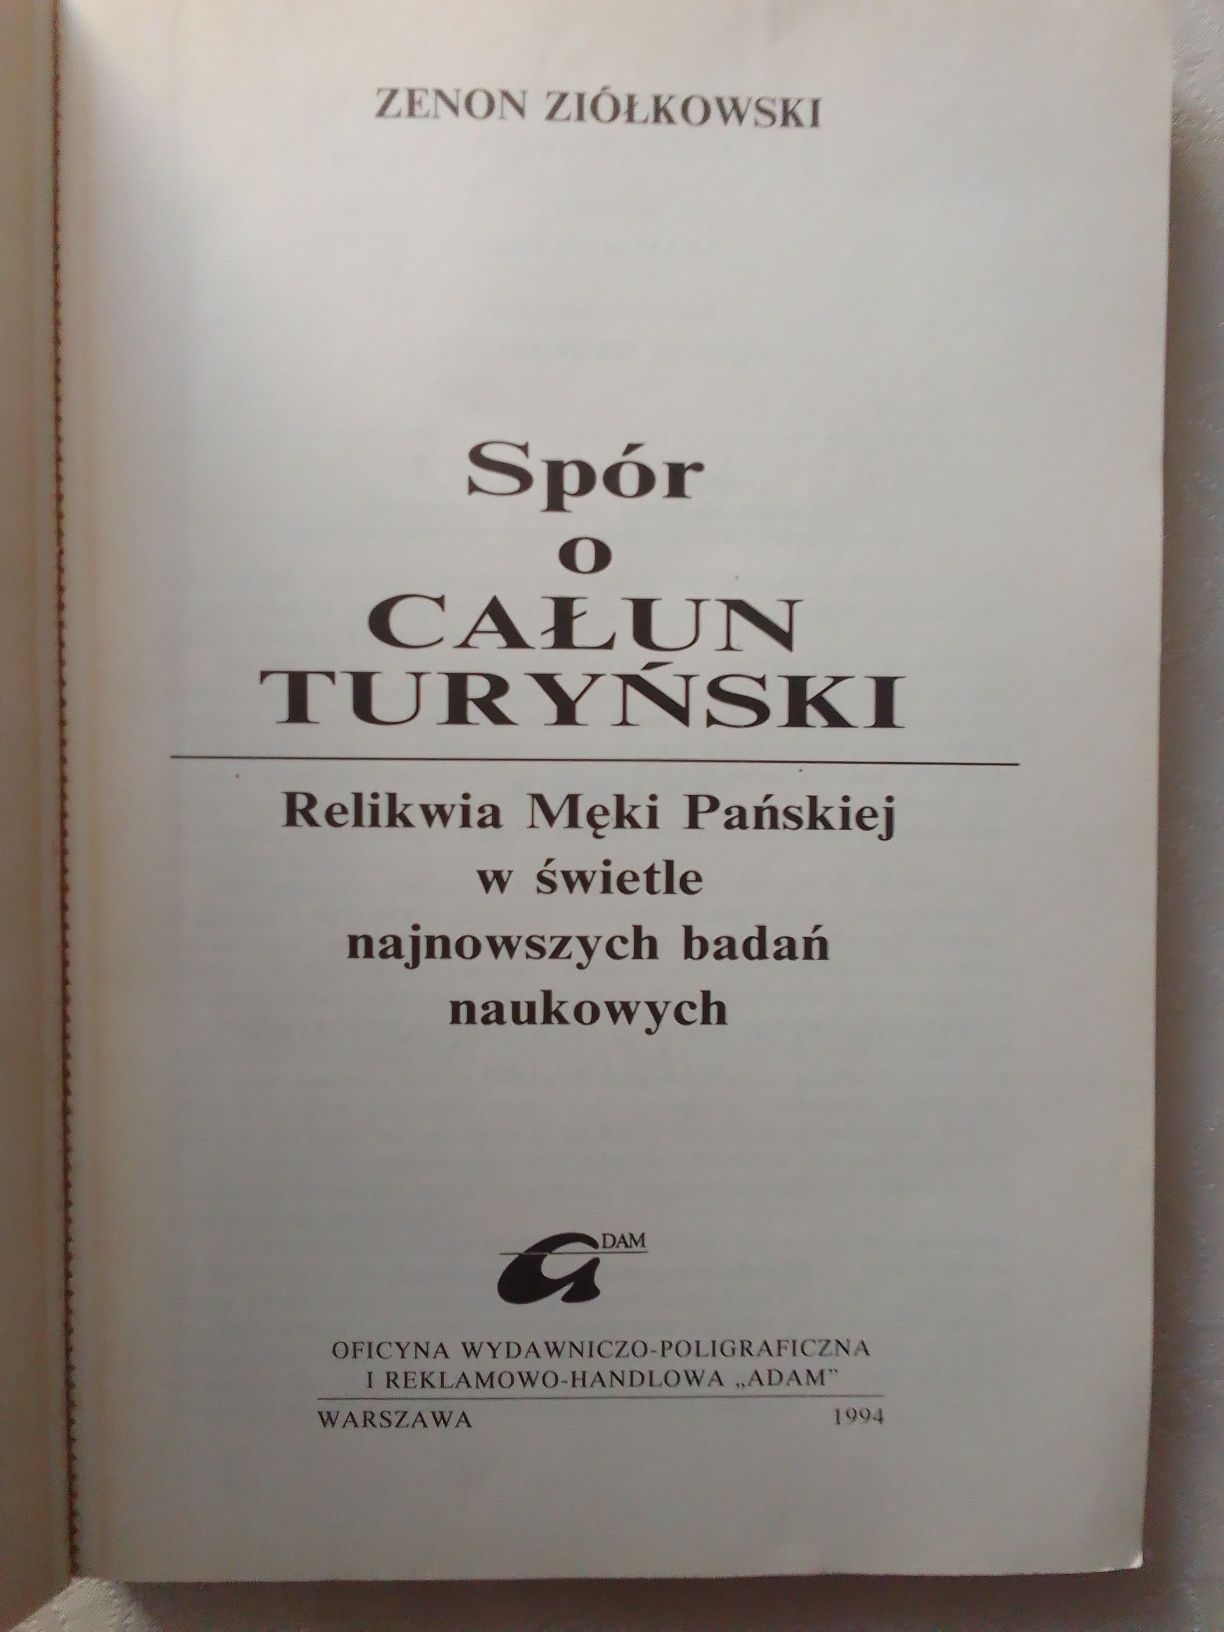 ZENON ZIÓŁKOWSKI
Spór
o
CAŁUN
TURYŃSKI
Relikwia Męki Pańskiej
w świetle
najnowszych badań
naukowych
DAM
OFICYNA WYDAWNICZO-POLIGRAFICZNA
I REKLAMOWO-HANDLOWA „ADAM”
WARSZAWA 1994